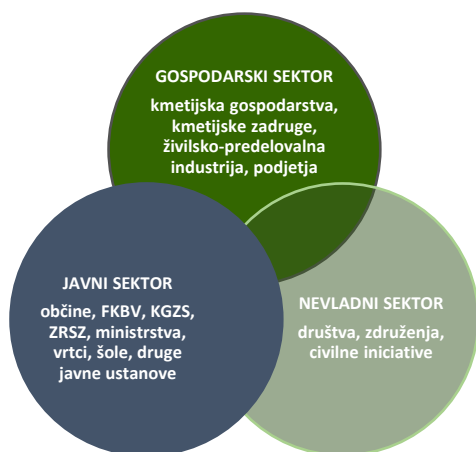 GOSPODARSKI SEKTOR
kmetijska gospodarstva,
kmetijske zadruge,
živilsko-predelovalna
industrija, podjetja
JAVNI SEKTOR
občine, FKBV, KGZS,
ZRSZ, ministrstva,
vrtci, šole, druge
javne ustanove
NEVLADNI SEKTOR
društva, združenja,
civilne iniciative